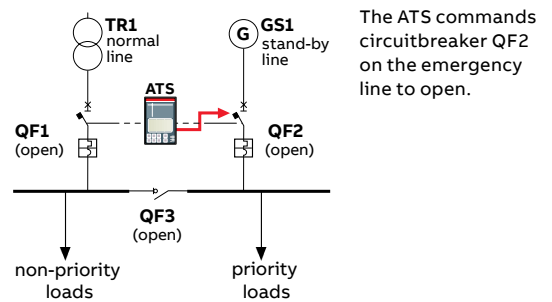 TR1
normal
line
G
GS1
stand-by
line
The ATS commands
circuitbreaker QF2
on the emergency
line to open.
ATS
QF1
(open)
QF2
(open)
QF3
(open)
non-priority
loads
priority
loads